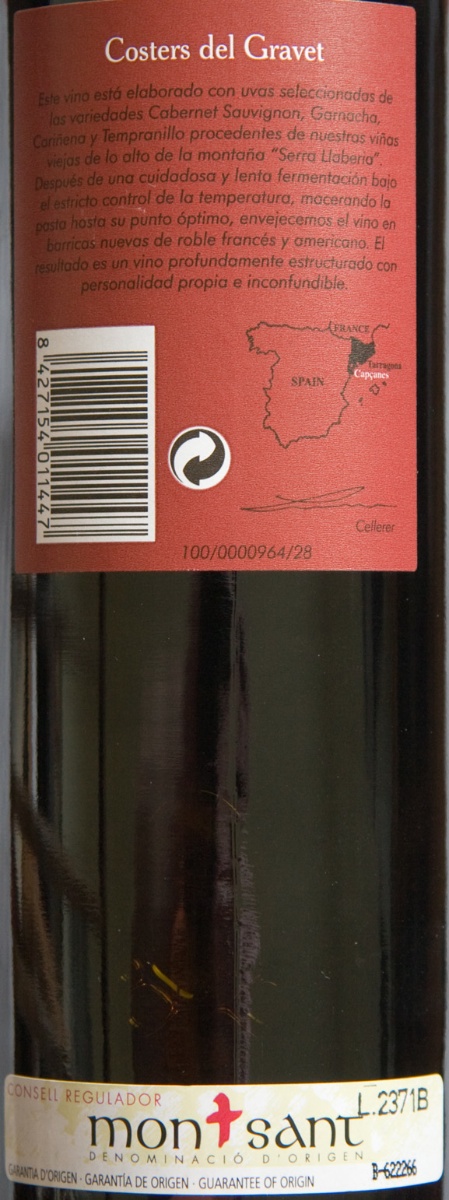 Costers del Gravet
Este vino está elaborado con uvas seleccionadas de
las variedades Cabernet Sauvignon, Garnacha,
Cariñena y Tempranillo procedentes de nuestras viñas
viejas de lo alto de la montaña "Serra Llaberia".
Después de una cuidadosa y lenta fermentación bajo
el estricto control de la temperatura, macerando la
pasta hasta su punto óptimo, envejecemos el vino en
barricas nuevas de roble francés y americano. El
resultado es un vino profundamente estructurado con
personalidad propia e inconfundible.
FRANCE
Tarragona
Capçanes
SPAIN
8 427154 011447
Cellerer
100/0000964/28
CONSELL REGULADOR
L.2371B
montsant
DENOMINACIÓ D'ORIGEN
GARANTIA D'ORIGEN · GARANTÍA DE ORIGEN · GUARANTEE OF ORIGIN
B-622266